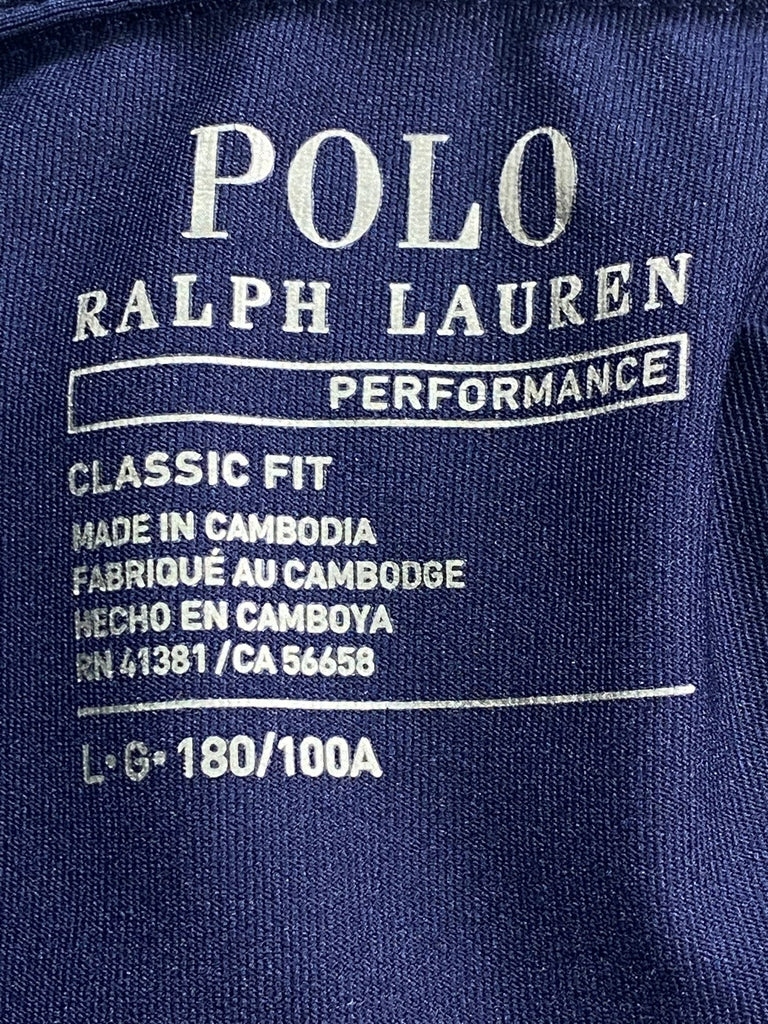 POLO
RALPH LAUREN
PERFORMANCE
CLASSIC FIT
MADE IN CAMBODIA
FABRIQUÉ AU CAMBODGE
HECHO EN CAMBOYA
RN 41381 / CA 56658
L • G • 180/100A